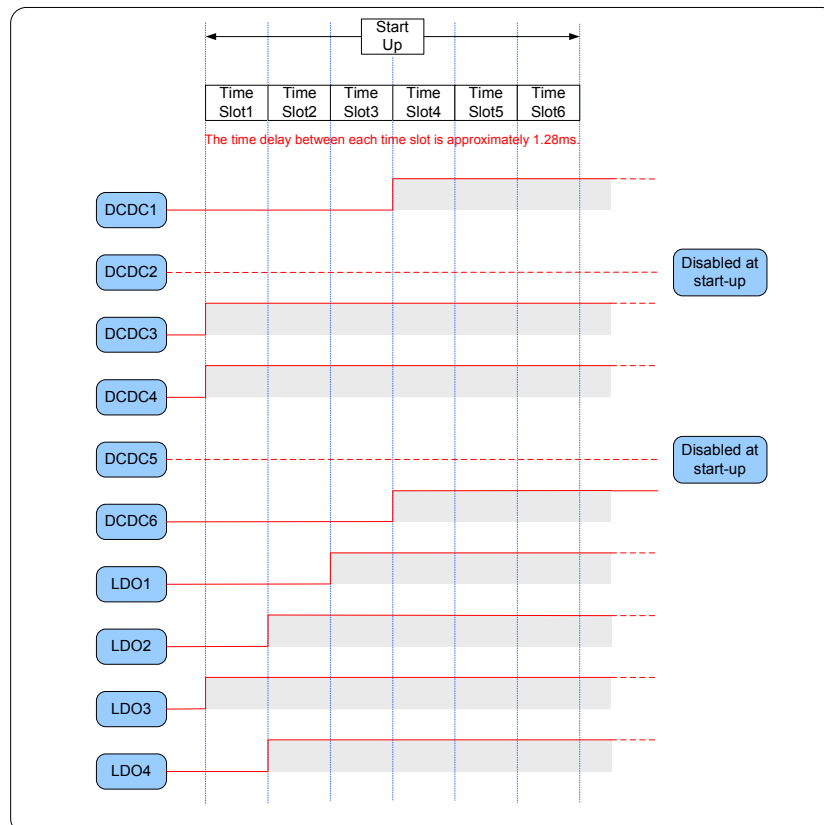 Start
Up
Time
Slot1
Time
Slot2
Time
Slot3
Time
Slot4
Time
Slot5
Time
Slot6
The time delay between each time slot is approximately 1.28ms.
DCDC1
DCDC2
Disabled at
start-up
DCDC3
DCDC4
DCDC5
Disabled at
start-up
DCDC6
LDO1
LDO2
LDO3
LDO4